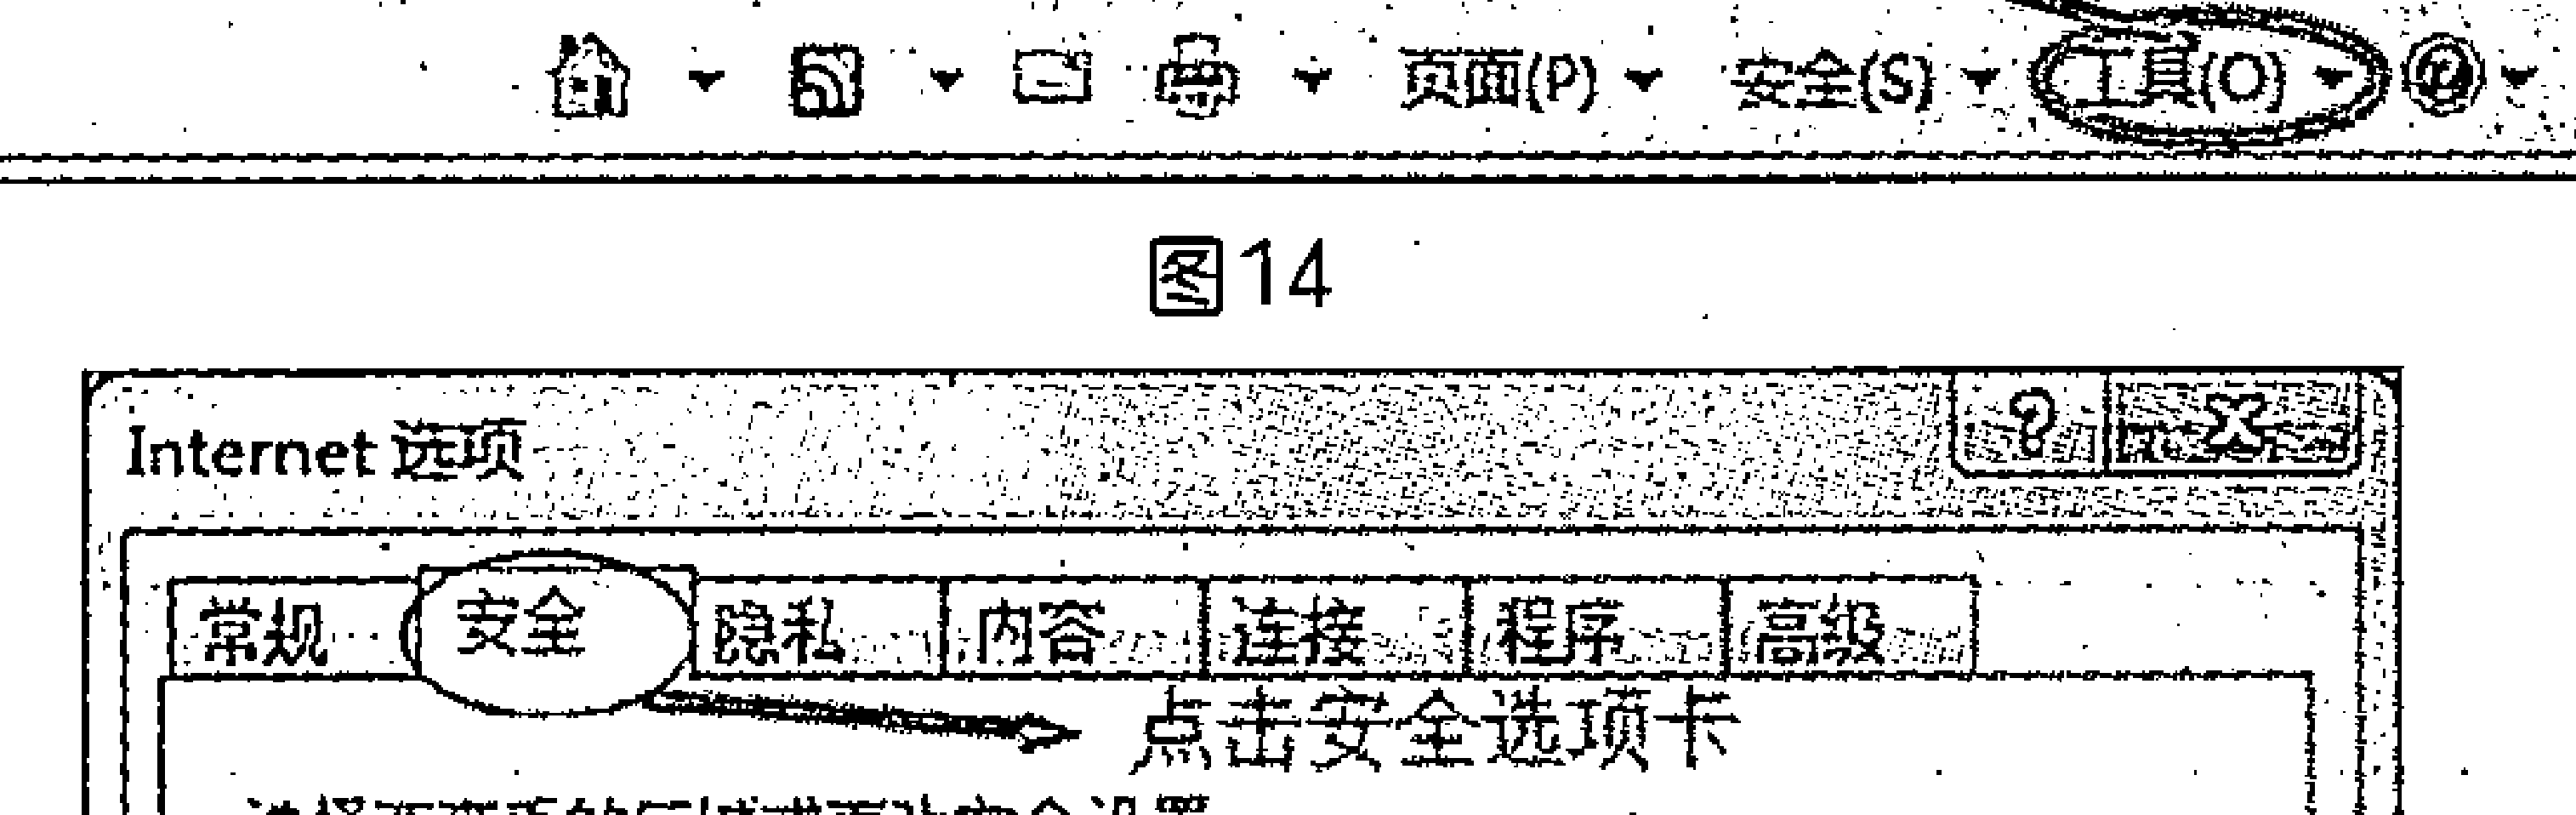 页面(P) 安全(S) 工具(O)
图14
Internet 选项
常规 安全 隐私 内容 连接 程序 高级
点击安全选项卡